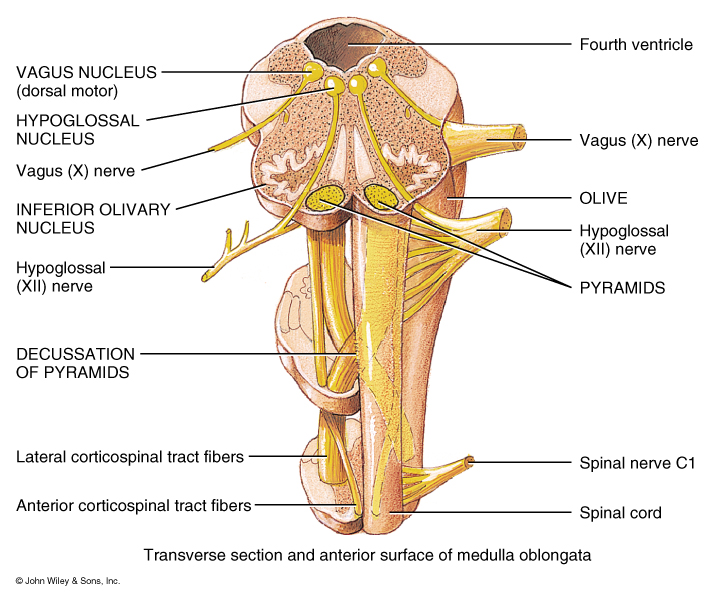 VAGUS NUCLEUS
(dorsal motor)
HYPOGLOSSAL
NUCLEUS
Vagus (X) nerve
INFERIOR OLIVARY
NUCLEUS
Hypoglossal
(XII) nerve
DECUSSATION
OF PYRAMIDS
Lateral corticospinal tract fibers
Anterior corticospinal tract fibers
Fourth ventricle
Vagus (X) nerve
OLIVE
Hypoglossal
(XII) nerve
PYRAMIDS
Spinal nerve C1
Spinal cord
Transverse section and anterior surface of medulla oblongata
© John Wiley & Sons, Inc.